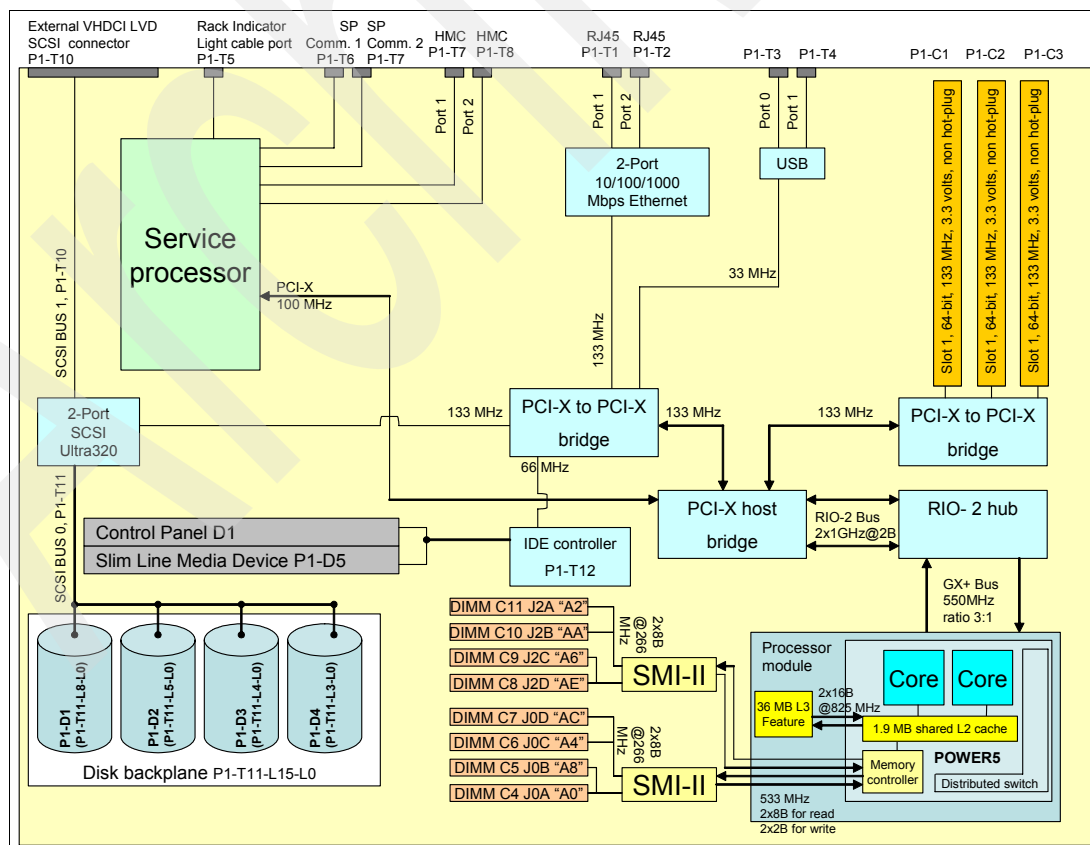 External VHDCI LVD
SCSI connector
P1-T10
Rack Indicator
Light cable port
P1-T5
SP
Comm. 1
P1-T6
SP
Comm. 2
P1-T7
HMC
P1-T7
HMC
P1-T8
RJ45
P1-T1
RJ45
P1-T2
P1-T3
P1-T4
P1-C1
P1-C2
P1-C3
Port 1
Port 2
Port 1
Port 2
Port 0
Port 1
Slot 1, 64-bit, 133 MHz, 3.3 volts, non hot-plug
Slot 1, 64-bit, 133 MHz, 3.3 volts, non hot-plug
Slot 1, 64-bit, 133 MHz, 3.3 volts, non hot-plug
2-Port
10/100/1000
Mbps Ethernet
USB
Service
processor
SCSI BUS 1, P1-T10
PCI-X
100 MHz
133 MHz
33 MHz
2-Port
SCSI
Ultra320
133 MHz
PCI-X to PCI-X
bridge
133 MHz
133 MHz
PCI-X to PCI-X
bridge
66 MHz
SCSI BUS 0, P1-T11
Control Panel D1
Slim Line Media Device P1-D5
IDE controller
P1-T12
PCI-X host
bridge
RIO-2 Bus
2x1GHz@2B
RIO- 2 hub
GX+ Bus
550MHz
ratio 3:1
P1-D1
(P1-T11-L8-L0)
P1-D2
(P1-T11-L5-L0)
P1-D3
(P1-T11-L4-L0)
P1-D4
(P1-T11-L3-L0)
Disk backplane P1-T11-L15-L0
DIMM C11 J2A “A2”
DIMM C10 J2B “AA”
DIMM C9 J2C “A6”
DIMM C8 J2D “AE”
2x8B
@266
MHz
SMI-II
DIMM C7 J0D “AC”
DIMM C6 J0C “A4”
DIMM C5 J0B “A8”
DIMM C4 J0A “A0”
2x8B
@266
MHz
SMI-II
Processor
module
Core
Core
2x16B
@825 MHz
36 MB L3
Feature
1.9 MB shared L2 cache
POWER5
Memory
controller
Distributed switch
533 MHz
2x8B for read
2x2B for write